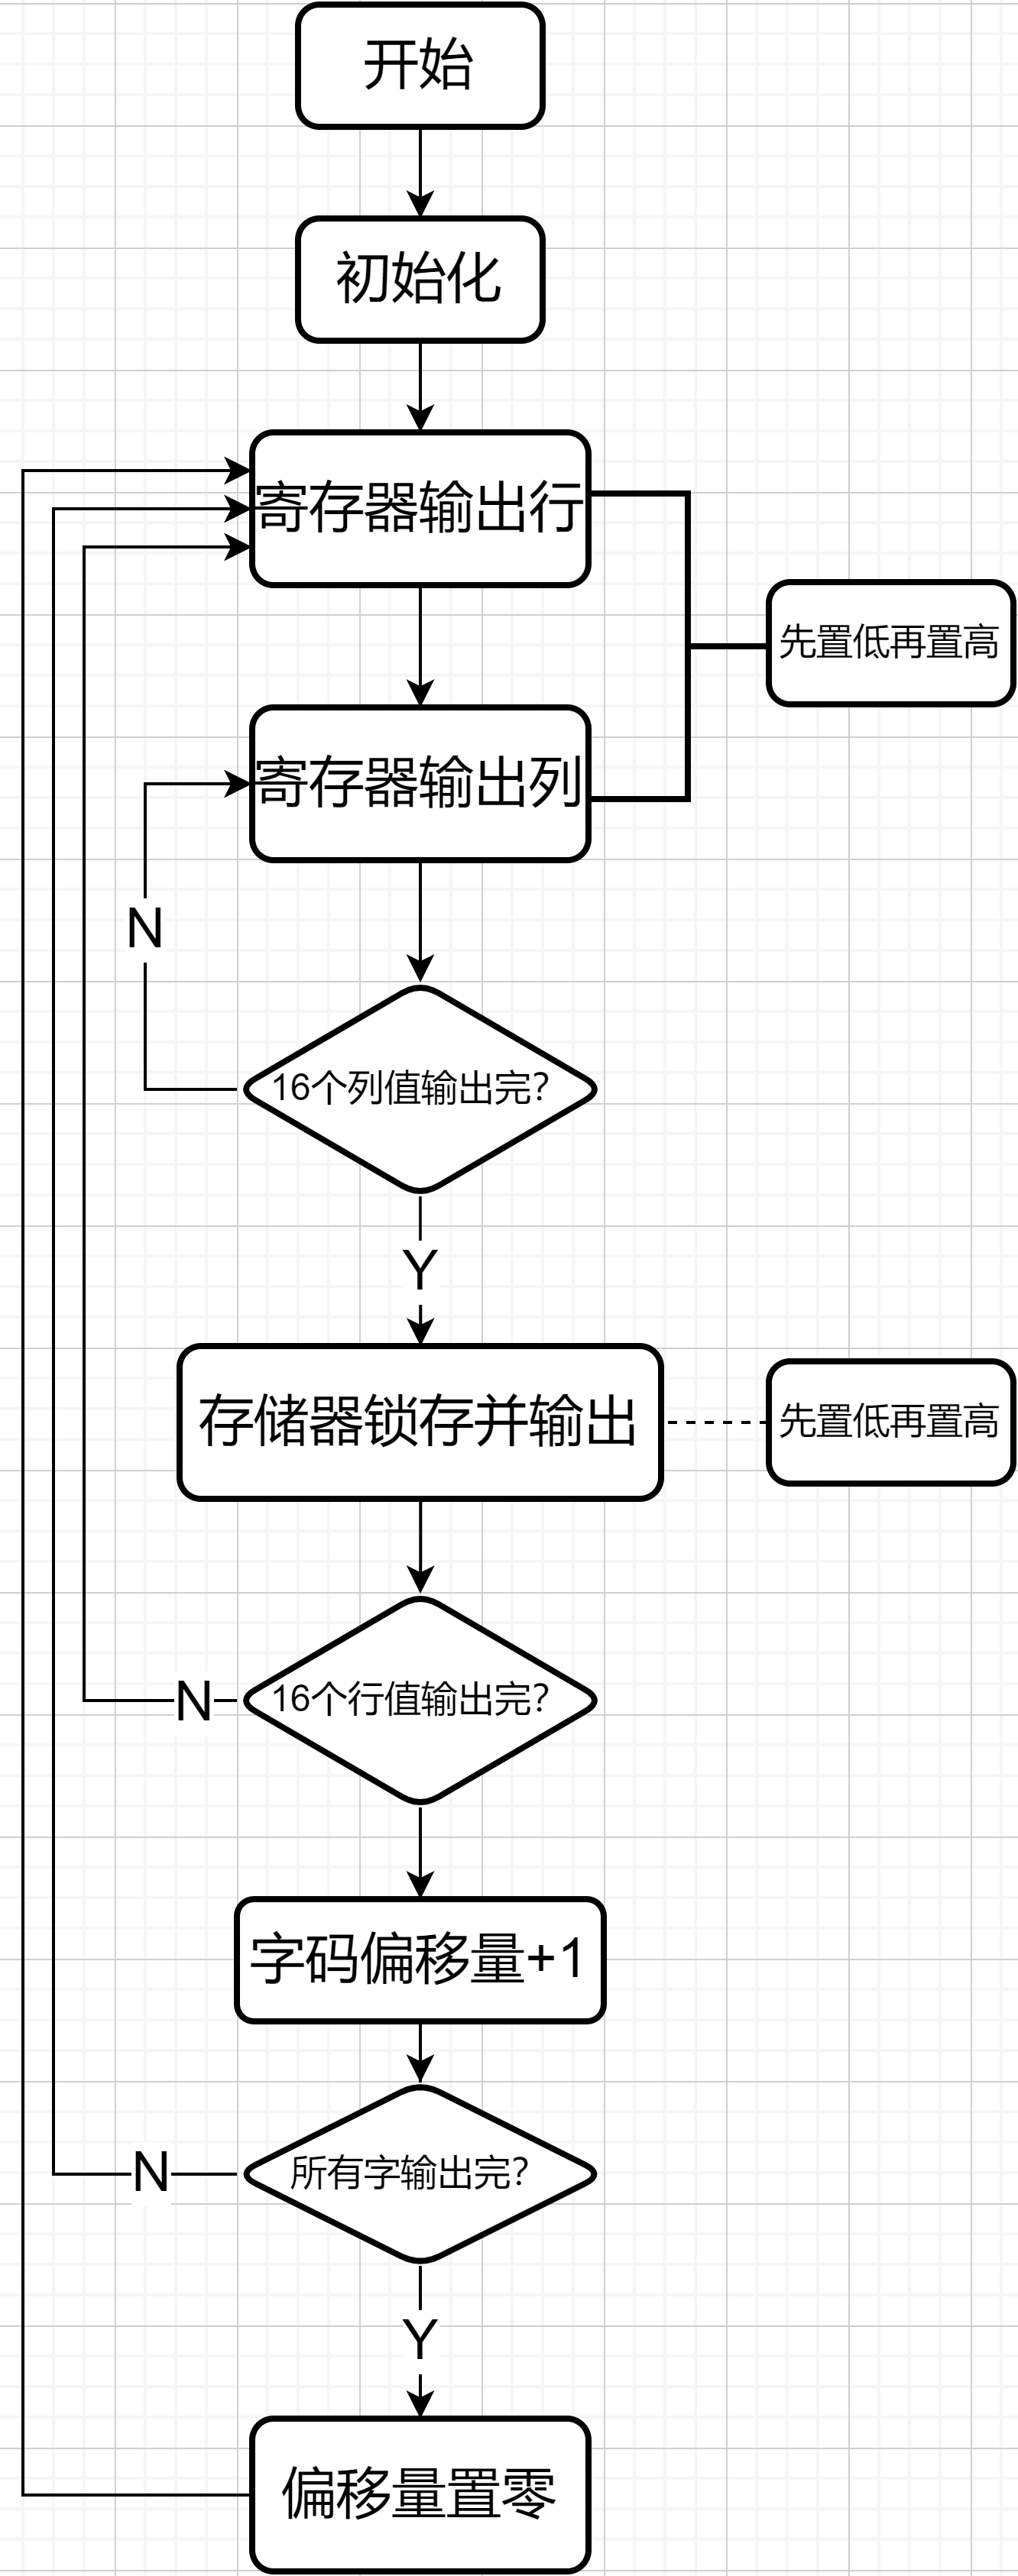 开始
初始化
寄存器输出行
先置低再置高
寄存器输出列
N
16个列值输出完？
Y
存储器锁存并输出
先置低再置高
16个行值输出完？
N
字码偏移量+1
所有字输出完？
N
Y
偏移量置零